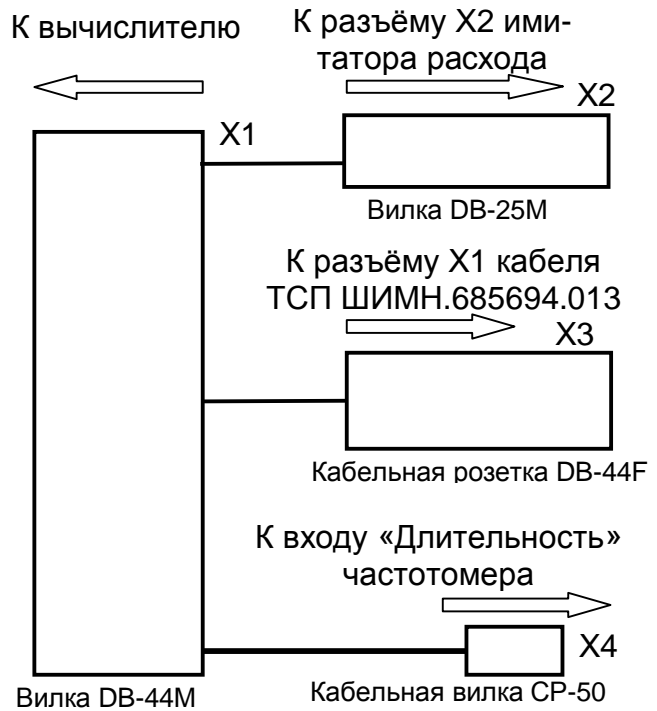 К вычислителю
К разъёму X2 ими-
татора расхода
X2
X1
Вилка DB-25M
К разъёму X1 кабеля
ТСП ШИМН.685694.013
X3
Кабельная розетка DB-44F
К входу «Длительность»
частотомера
X4
Вилка DB-44M
Кабельная вилка СР-50